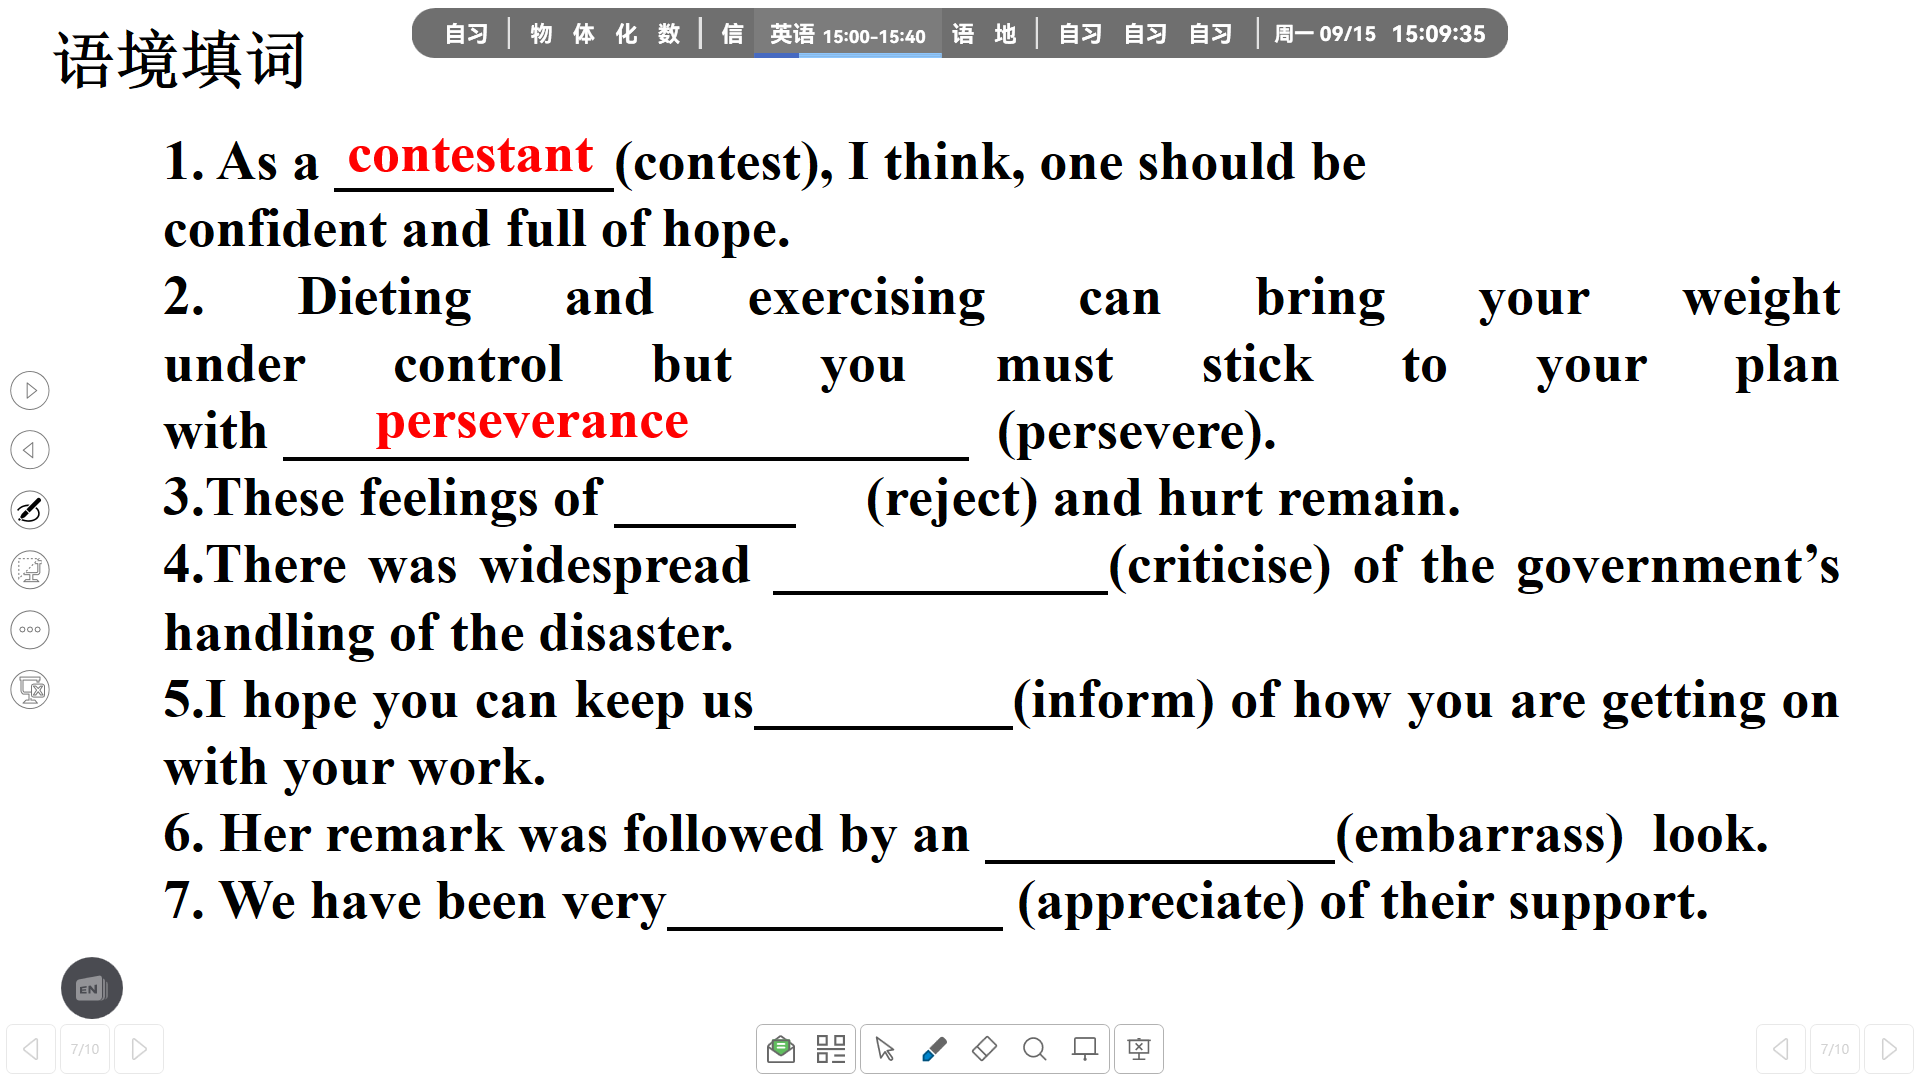 自习 | 物 体 化 数 | 信 英语 15:00-15:40 语 地 | 自习 自习 自习 | 周一 09/15 15:09:35
语境填词
1. As a contestant (contest), I think, one should be
confident and full of hope.
2. Dieting and exercising can bring your weight
under control but you must stick to your plan
with perseverance (persevere).
3.These feelings of ________ (reject) and hurt remain.
4.There was widespread ________(criticise) of the government’s
handling of the disaster.
5.I hope you can keep us________(inform) of how you are getting on
with your work.
6. Her remark was followed by an ________(embarrass) look.
7. We have been very________ (appreciate) of their support.
EN
7/10
7/10